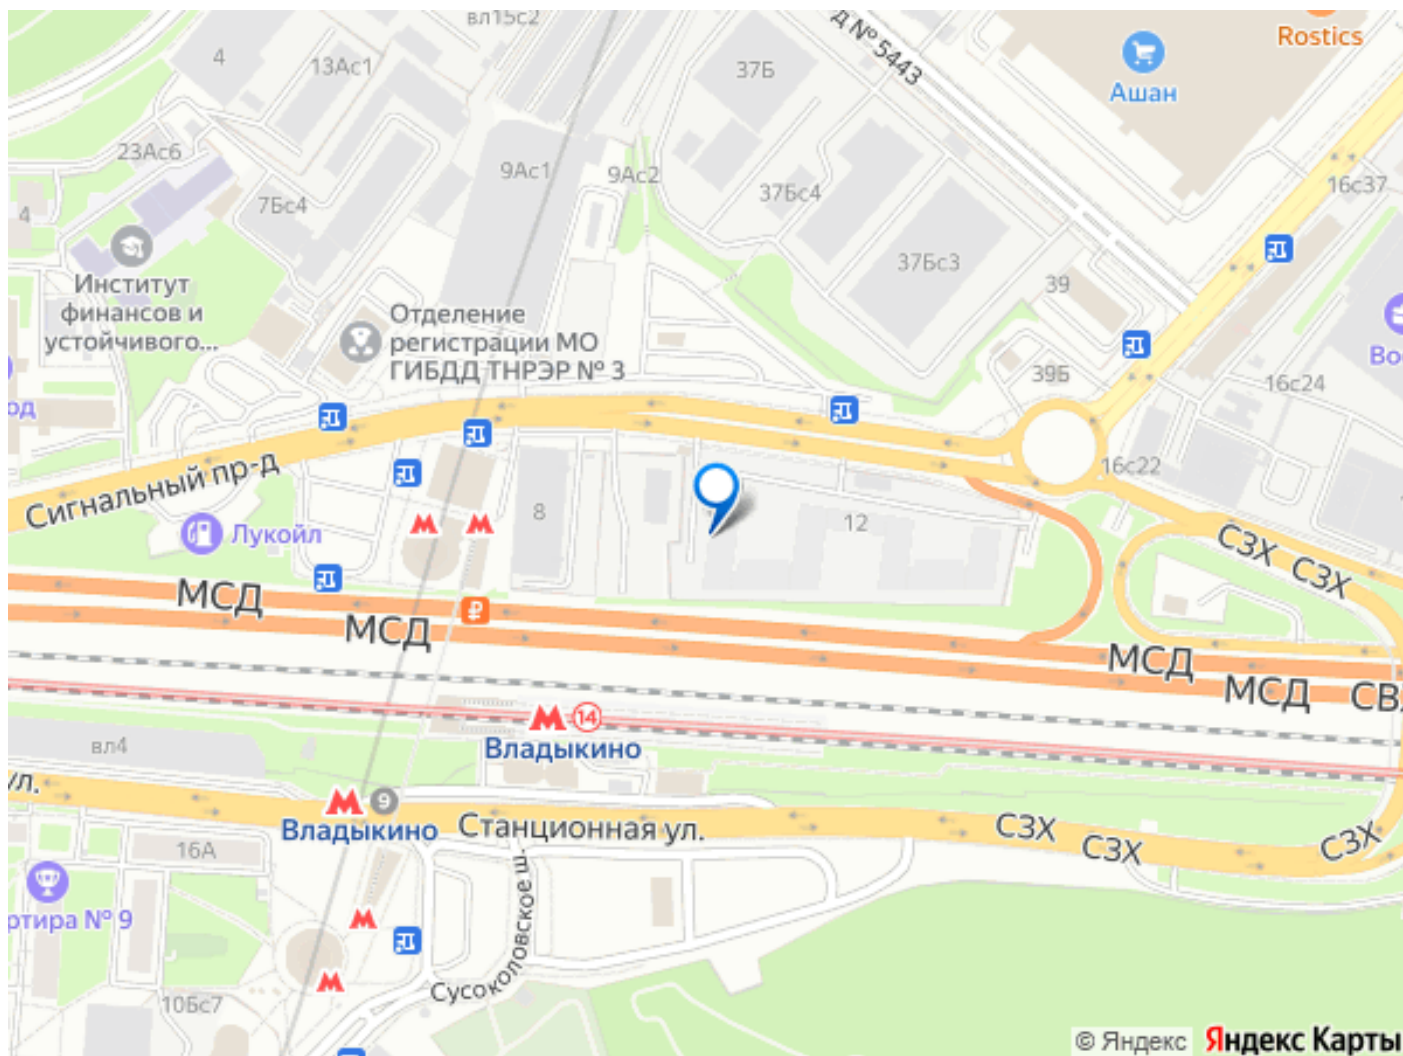 вл15с2
Rostics
д № 5443
4
13Ас1
37Б
Ашан
23Ас6
9Ас1
9Ас2
16с37
4
7Бс4
37Бс4
Институт
финансов и
устойчивого...
37Бс3
39
Отделение
регистрации МО
ГИБДД ТНРЭР № 3
39Б
16с24
Во
од
Сигнальный пр-д
16с22
8
12
Лукойл
СЗХ
СЗХ
МСД
МСД
МСД
МСД
СВ
14
Владыкино
вл4
ул.
9
Владыкино
Станционная ул.
СЗХ
СЗХ
СЗХ
16А
ртира № 9
Сусоколовское ш.
10Бс7
© Яндекс
Яндекс Карты